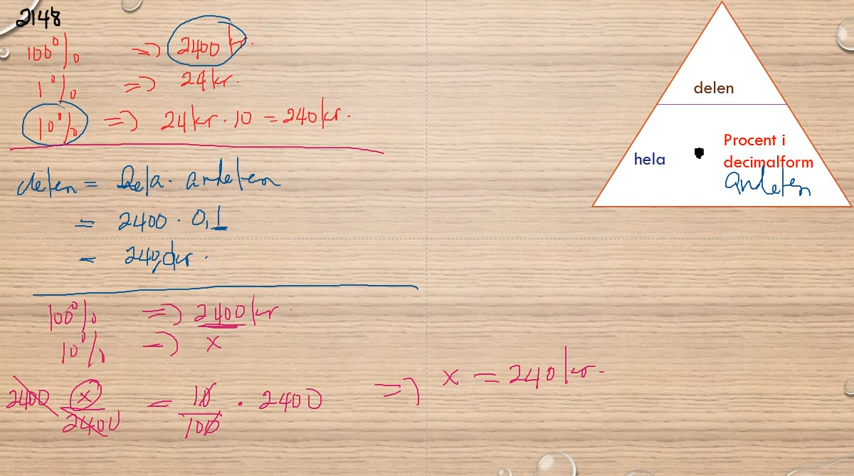 2148
100% => 2400 kr.
1% => 24 kr.
10% => 24 kr · 10 = 240 kr.
delen = Hela · andelen
= 2400 · 0,1
= 240,0 kr.
100% => 2400 kr
10% => x
2400 x/2400 = 10/100 · 2400 => x = 240 kr.
delen
hela · Procent i
decimalform
andelen